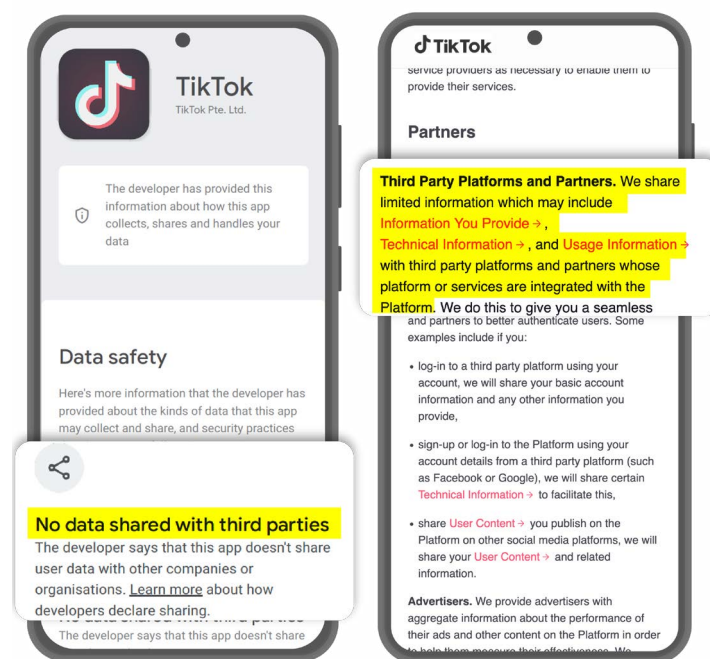 TikTok
TikTok Pte. Ltd.
The developer has provided this
information about how this app
collects, shares and handles your
data
Data safety
Here's more information that the developer has
provided about the kinds of data that this app
may collect and share, and security practices
No data shared with third parties
The developer says that this app doesn't share
user data with other companies or
organisations. Learn more about how
developers declare sharing.
No data shared with third parties
The developer says that this app doesn't share
TikTok
service providers as necessary to enable them to
provide their services.
Partners
Third Party Platforms and Partners. We share
limited information which may include
Information You Provide → ,
Technical Information → , and Usage Information →
with third party platforms and partners whose
platform or services are integrated with the
Platform. We do this to give you a seamless
and partners to better authenticate users. Some
examples include if you:
• log-in to a third party platform using your
account, we will share your basic account
information and any other information you
provide,
• sign-up or log-in to the Platform using your
account details from a third party platform (such
as Facebook or Google), we will share certain
Technical Information → to facilitate this,
• share User Content → you publish on the
Platform on other social media platforms, we will
share your User Content → and related
information.
Advertisers. We provide advertisers with
aggregate information about the performance of
their ads and other content on the Platform in order
to help them measure their effectiveness. We